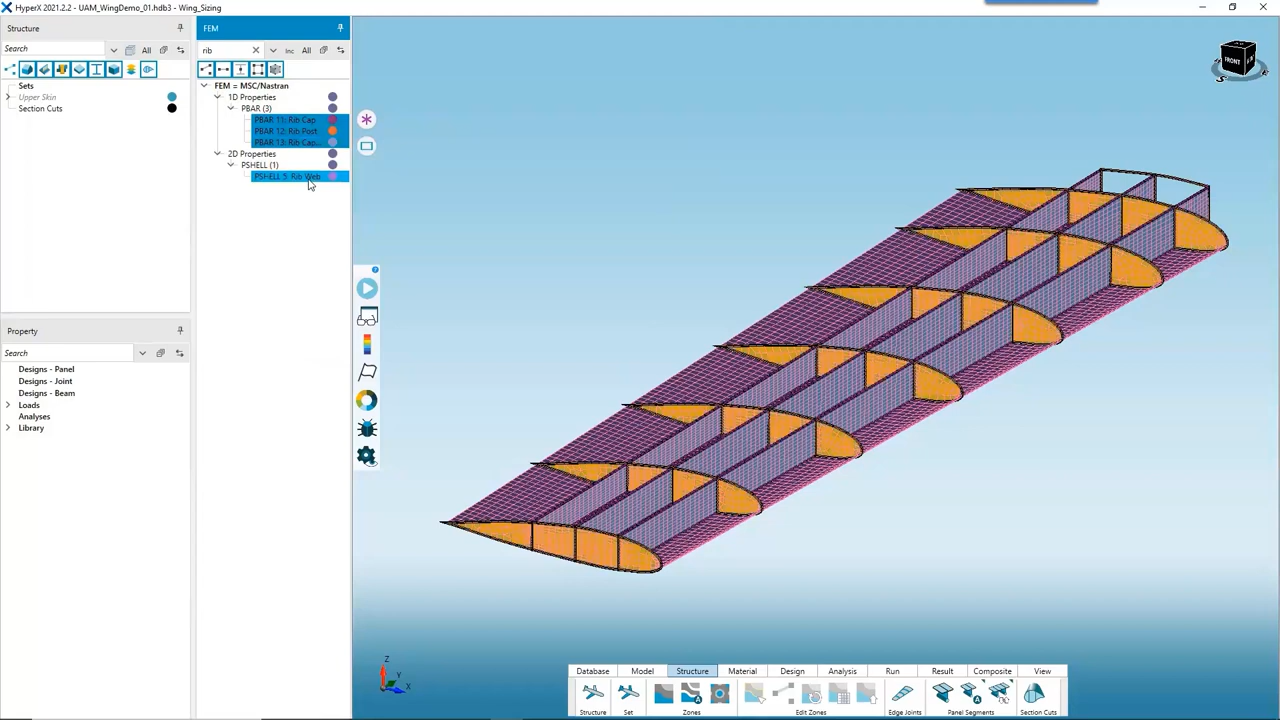 HyperX 2021.2.2 - UAM_WingDemo_01.hdb3 - Wing_Sizing
Structure
Search
All
Sets
Upper Skin
Section Cuts
Property
Search
Designs - Panel
Designs - Joint
Designs - Beam
Loads
Analyses
Library
FEM
rib
Inc
All
FEM = MSC/Nastran
1D Properties
PBAR (3)
PBAR 11: Rib Cap
PBAR 12: Rib Post
PBAR 13: Rib Cap...
2D Properties
PSHELL (1)
PSHELL 5: Rib Web
FRONT
Z
Y
X
Database Model Structure Material Design Analysis Run Result Composite View
Structure Set Zones Edit Zones Edge Joints Panel Segments Section Cuts